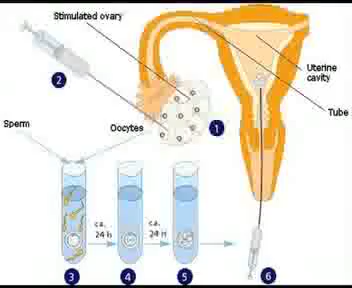 Stimulated ovary
Uterine
cavity
2
1
Tube
Sperm
Oocytes
ca.
24 h
ca.
24 h
3
4
5
6